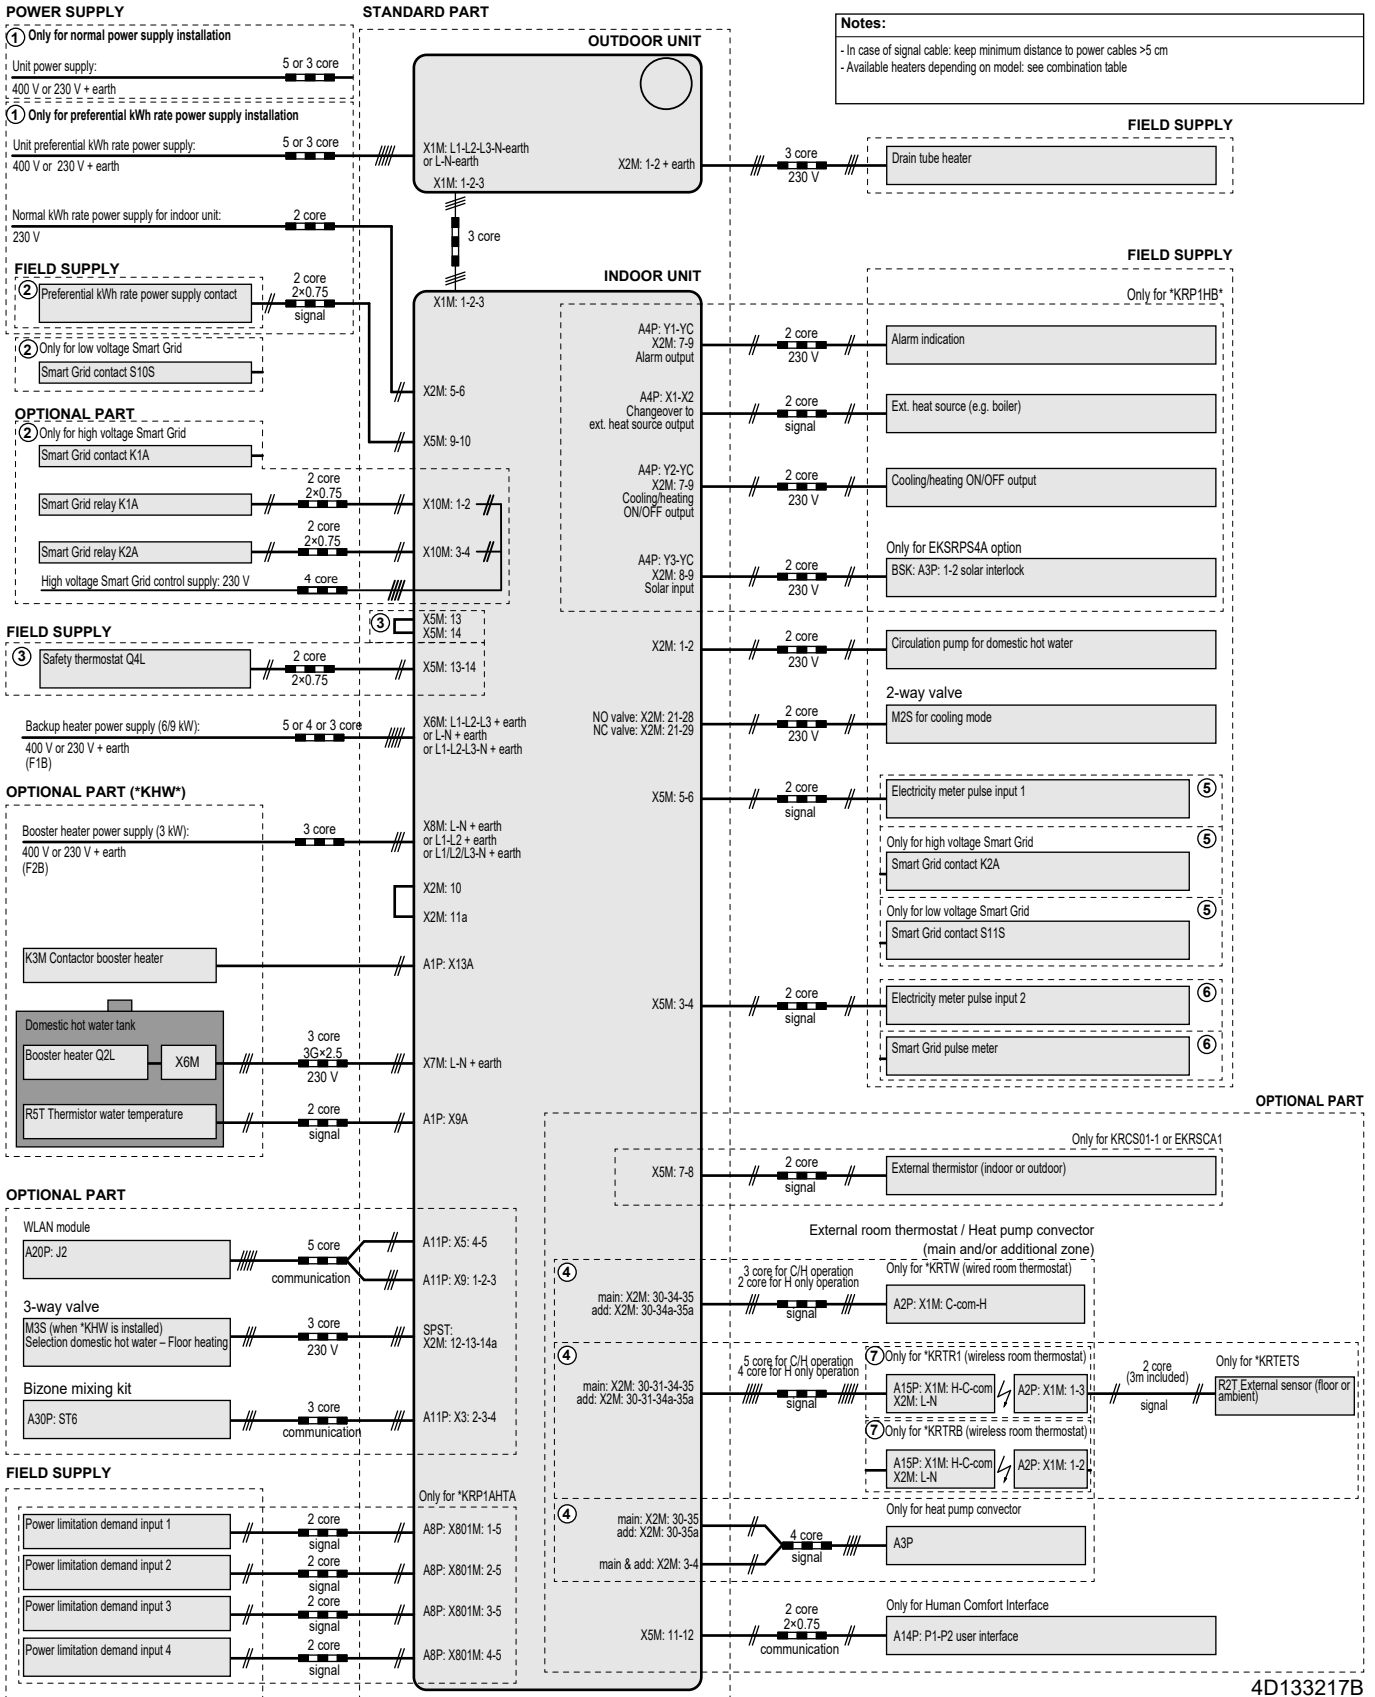 POWER SUPPLY
① Only for normal power supply installation
Unit power supply:
5 or 3 core
400 V or 230 V + earth
① Only for preferential kWh rate power supply installation
Unit preferential kWh rate power supply:
5 or 3 core
400 V or 230 V + earth
Normal kWh rate power supply for indoor unit:
2 core
230 V
FIELD SUPPLY
② Preferential kWh rate power supply contact
2 core
2×0.75
signal
② Only for low voltage Smart Grid
Smart Grid contact S10S
OPTIONAL PART
② Only for high voltage Smart Grid
Smart Grid contact K1A
Smart Grid relay K1A
2 core
2×0.75
Smart Grid relay K2A
2 core
2×0.75
High voltage Smart Grid control supply: 230 V
4 core
FIELD SUPPLY
③ Safety thermostat Q4L
2 core
2×0.75
Backup heater power supply (6/9 kW):
5 or 4 or 3 core
400 V or 230 V + earth
(F1B)
OPTIONAL PART (*KHW*)
Booster heater power supply (3 kW):
3 core
400 V or 230 V + earth
(F2B)
K3M Contactor booster heater
Domestic hot water tank
Booster heater Q2L
X6M
3 core
3G×2.5
230 V
R5T Thermistor water temperature
2 core
signal
OPTIONAL PART
WLAN module
A20P: J2
5 core
communication
3-way valve
M3S (when *KHW is installed)
Selection domestic hot water – Floor heating
3 core
230 V
Bizone mixing kit
A30P: ST6
3 core
communication
FIELD SUPPLY
Power limitation demand input 1
2 core
signal
Power limitation demand input 2
2 core
signal
Power limitation demand input 3
2 core
signal
Power limitation demand input 4
2 core
signal
STANDARD PART
OUTDOOR UNIT
X1M: L1-L2-L3-N-earth
or L-N-earth
X1M: 1-2-3
X2M: 1-2 + earth
3 core
INDOOR UNIT
X1M: 1-2-3
X2M: 5-6
X5M: 9-10
X10M: 1-2
X10M: 3-4
③
X5M: 13
X5M: 14
X5M: 13-14
X6M: L1-L2-L3 + earth
or L-N + earth
or L1-L2-L3-N + earth
X8M: L-N + earth
or L1-L2 + earth
or L1/L2/L3-N + earth
X2M: 10
X2M: 11a
A1P: X13A
X7M: L-N + earth
A1P: X9A
A11P: X5: 4-5
A11P: X9: 1-2-3
SPST:
X2M: 12-13-14a
A11P: X3: 2-3-4
Only for *KRP1AHTA
A8P: X801M: 1-5
A8P: X801M: 2-5
A8P: X801M: 3-5
A8P: X801M: 4-5
Notes:
- In case of signal cable: keep minimum distance to power cables >5 cm
- Available heaters depending on model: see combination table
FIELD SUPPLY
3 core
230 V
Drain tube heater
FIELD SUPPLY
Only for *KRP1HB*
A4P: Y1-YC
X2M: 7-9
Alarm output
2 core
230 V
Alarm indication
A4P: X1-X2
Changeover to
ext. heat source output
2 core
signal
Ext. heat source (e.g. boiler)
A4P: Y2-YC
X2M: 7-9
Cooling/heating
ON/OFF output
2 core
230 V
Cooling/heating ON/OFF output
Only for EKSRPS4A option
A4P: Y3-YC
X2M: 8-9
Solar input
2 core
230 V
BSK: A3P: 1-2 solar interlock
X2M: 1-2
2 core
230 V
Circulation pump for domestic hot water
2-way valve
NO valve: X2M: 21-28
NC valve: X2M: 21-29
2 core
230 V
M2S for cooling mode
X5M: 5-6
2 core
signal
Electricity meter pulse input 1
⑤
Only for high voltage Smart Grid
⑤
Smart Grid contact K2A
Only for low voltage Smart Grid
⑤
Smart Grid contact S11S
X5M: 3-4
2 core
signal
Electricity meter pulse input 2
⑥
Smart Grid pulse meter
⑥
OPTIONAL PART
Only for KRCS01-1 or EKRSCA1
X5M: 7-8
2 core
signal
External thermistor (indoor or outdoor)
External room thermostat / Heat pump convector
(main and/or additional zone)
④
3 core for C/H operation
2 core for H only operation
signal
Only for *KRTW (wired room thermostat)
main: X2M: 30-34-35
add: X2M: 30-34a-35a
A2P: X1M: C-com-H
④
main: X2M: 30-31-34-35
add: X2M: 30-31-34a-35a
5 core for C/H operation
4 core for H only operation
signal
⑦ Only for *KRTR1 (wireless room thermostat)
A15P: X1M: H-C-com
X2M: L-N
A2P: X1M: 1-3
2 core
(3m included)
signal
Only for *KRTETS
R2T External sensor (floor or
ambient)
⑦ Only for *KRTRB (wireless room thermostat)
A15P: X1M: H-C-com
X2M: L-N
A2P: X1M: 1-2
④
Only for heat pump convector
main: X2M: 30-35
add: X2M: 30-35a
main & add: X2M: 3-4
4 core
signal
A3P
Only for Human Comfort Interface
X5M: 11-12
2 core
2×0.75
communication
A14P: P1-P2 user interface
4D133217B